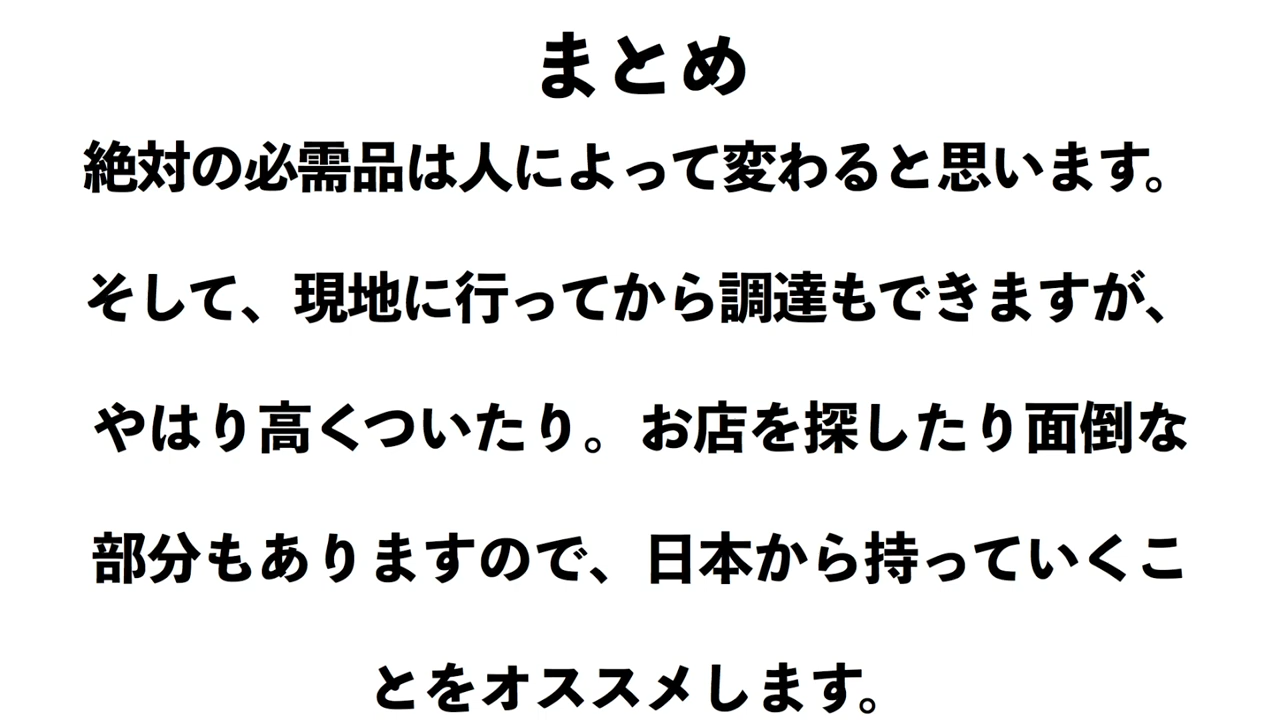 まとめ
絶対の必需品は人によって変わると思います。
そして、現地に行ってから調達もできますが、
やはり高くついたり。お店を探したり面倒な
部分もありますので、日本から持っていくこ
とをオススメします。